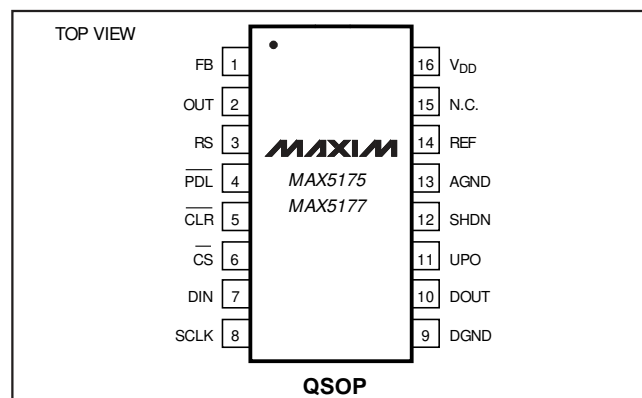 TOP VIEW
FB 1
16 VDD
OUT 2
15 N.C.
RS 3
14 REF
MAXIM
PDL 4
MAX5175
13 AGND
CLR 5
MAX5177
12 SHDN
CS 6
11 UPO
DIN 7
10 DOUT
SCLK 8
9 DGND
QSOP